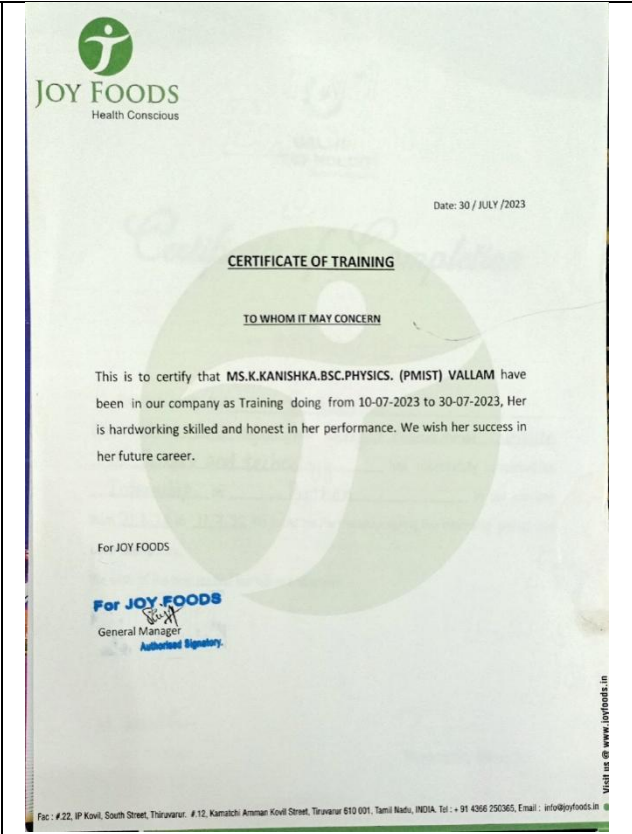 JOY FOODS
Health Conscious
Date: 30 / JULY /2023
CERTIFICATE OF TRAINING
TO WHOM IT MAY CONCERN
This is to certify that MS.K.KANISHKA.BSC.PHYSICS. (PMIST) VALLAM have
been in our company as Training doing from 10-07-2023 to 30-07-2023, Her
is hardworking skilled and honest in her performance. We wish her success in
her future career.
For JOY FOODS
For JOY FOODS
General Manager
Authorised Signatory.
Visit us @ www.joyfoods.in
Fac : #.22, IP Kovil, South Street, Thiruvarur. #.12, Kamatchi Amman Kovil Street, Tiruvarur 610 001, Tamil Nadu, INDIA. Tel : + 91 4366 250365, Email : info@joyfoods.in